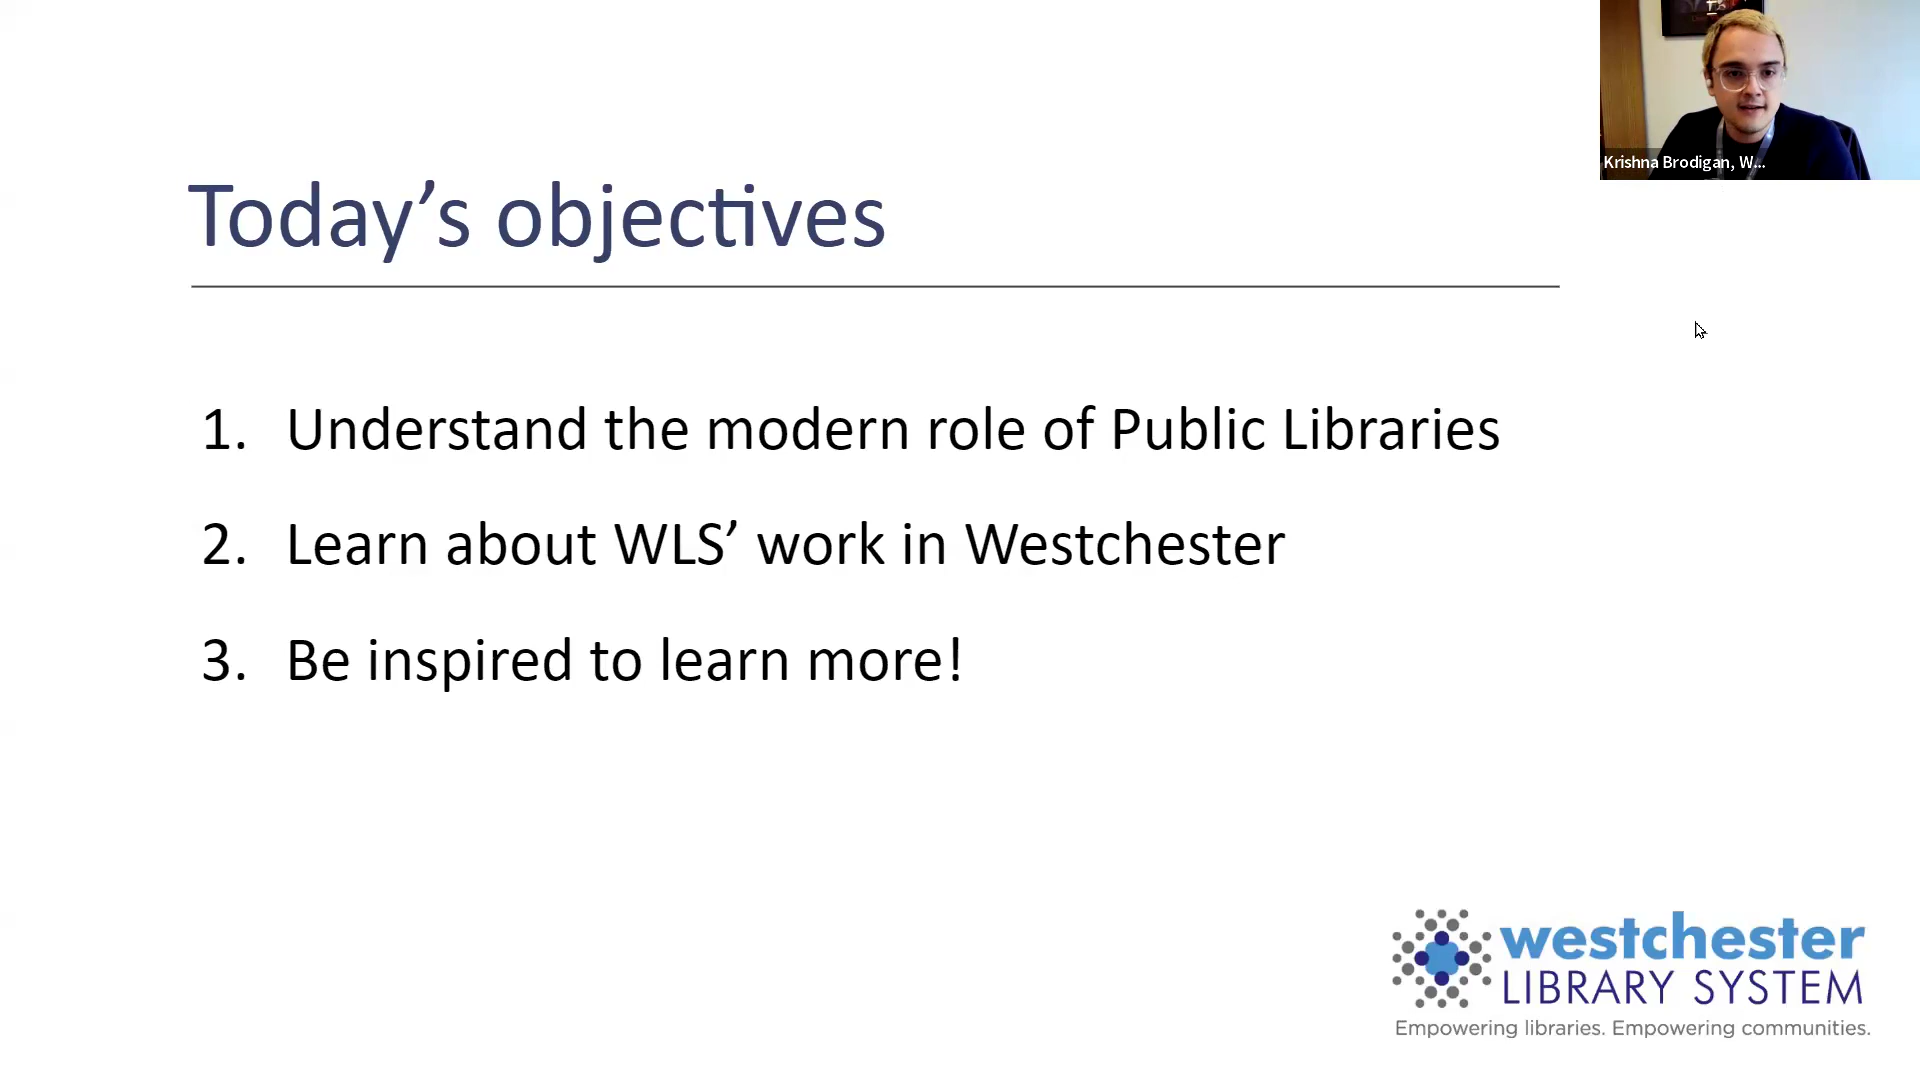 Krishna Brodigan, W...
Today’s objectives
1. Understand the modern role of Public Libraries
2. Learn about WLS’ work in Westchester
3. Be inspired to learn more!
westchester
LIBRARY SYSTEM
Empowering libraries. Empowering communities.